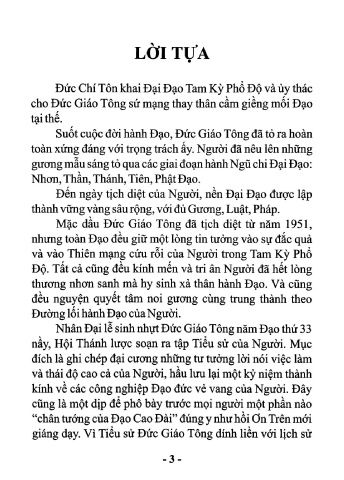 LỜI TỰA
Đức Chí Tôn khai Đại Đạo Tam Kỳ Phổ Độ và ủy thác
cho Đức Giáo Tông sứ mạng thay thân cầm giềng mối Đạo
tại thế.
Suốt cuộc đời hành Đạo, Đức Giáo Tông đã tỏ ra hoàn
toàn xứng đáng với trọng trách ấy. Người đã nêu lên những
gương mẫu sáng tỏ qua các giai đoạn hành Ngũ chi Đại Đạo:
Nhơn, Thần, Thánh, Tiên, Phật Đạo.
Đến ngày tịch diệt của Người, nền Đại Đạo được lập
thành vững vàng sâu rộng, với đủ Gương, Luật, Pháp.
Mặc dầu Đức Giáo Tông đã tịch diệt từ năm 1951,
nhưng toàn Đạo đều giữ một lòng tin tưởng vào sự đắc quả
và vào Thiên mạng cứu rỗi của Người trong Tam Kỳ Phổ
Độ. Tất cả cũng đều kính mến và tri ân Người đã hết lòng
thương nhơn sanh mà hy sinh xả thân hành Đạo. Và cũng
đều nguyện quyết tâm noi gương cùng trung thành theo
Đường lối hành Đạo của Người.
Nhân Đại lễ sinh nhựt Đức Giáo Tông năm Đạo thứ 33
nầy, Hội Thánh lược soạn ra tập Tiểu sử của Người. Mục
đích là ghi chép đại cương những tư tưởng lời nói việc làm
và thái độ cao cả của Người, hầu lưu lại một kỷ niệm thành
kính về các công nghiệp Đạo đức vẻ vang của Người. Đây
cũng là một dịp để phô bày trước mọi người một phần nào
“chân tướng của Đạo Cao Đài” đúng y như hồi Ơn Trên mới
giáng dạy. Vì Tiểu sử Đức Giáo Tông dính liền với lịch sử
- 3 -